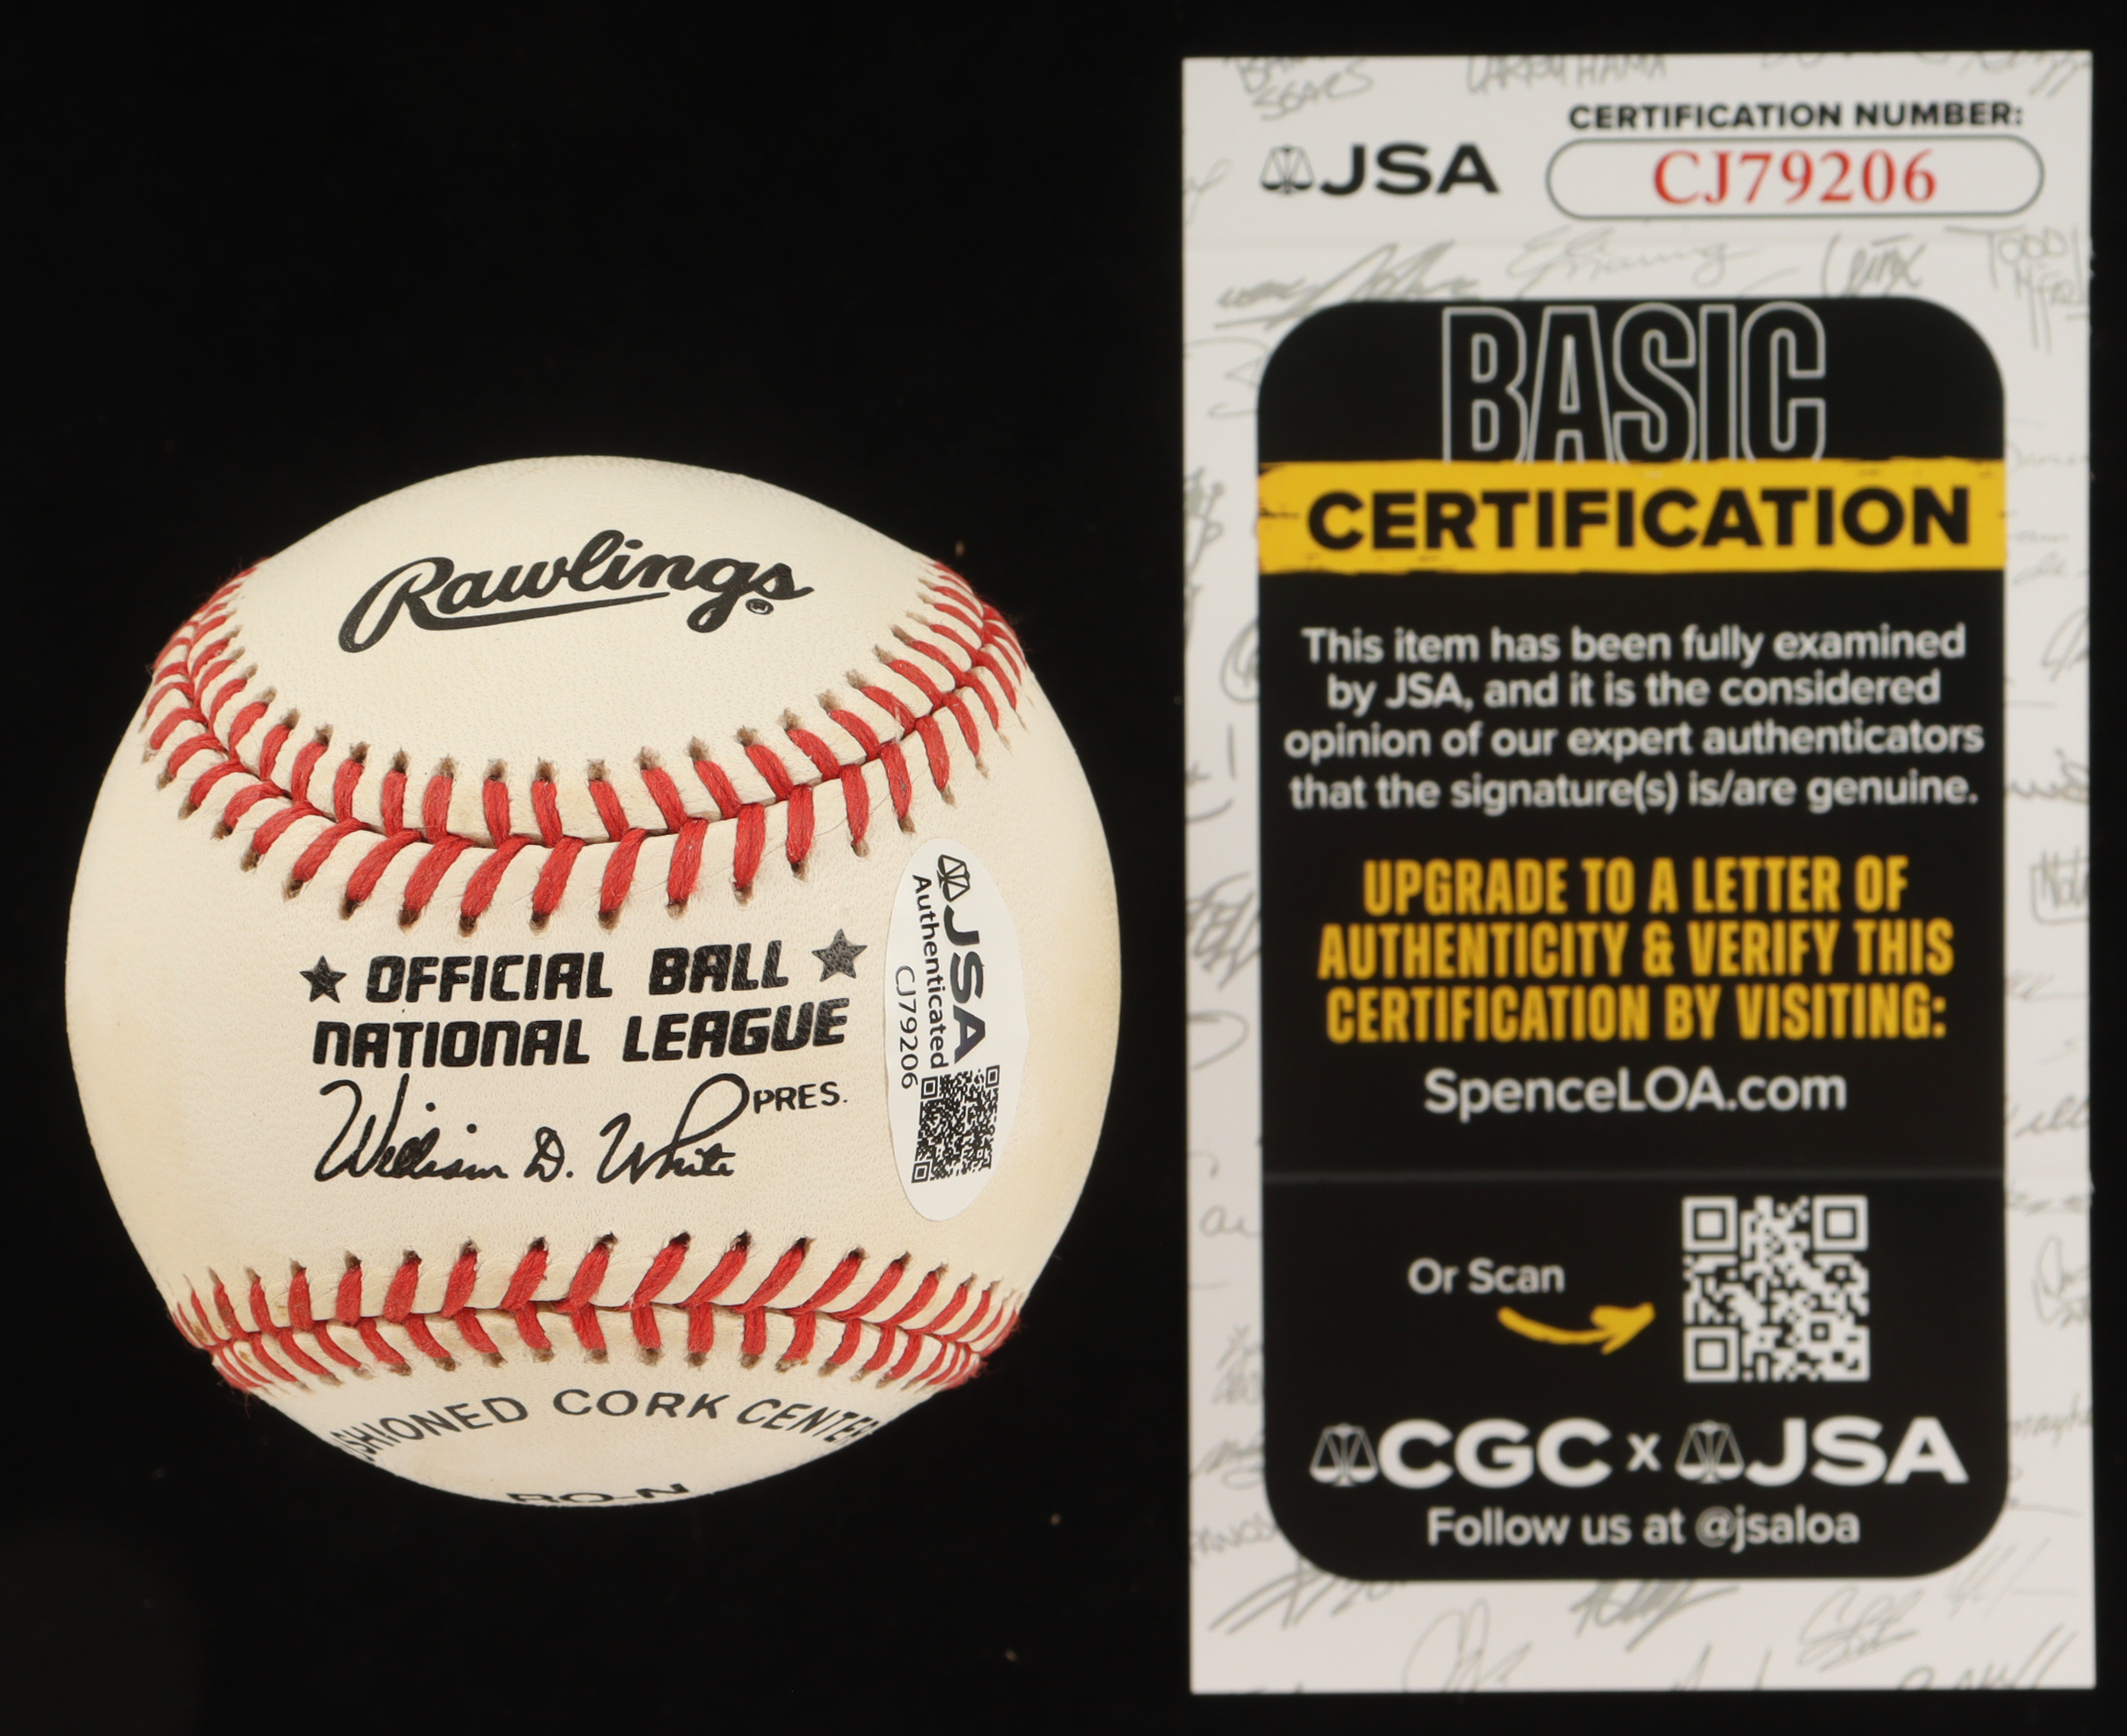 Rawlings
OFFICIAL BALL
NATIONAL LEAGUE
William D. White PRES.
SHIONED CORK CENTER
RO-N
JSA
Authenticated
CJ79206
JSA
CERTIFICATION NUMBER:
CJ79206
BASIC
CERTIFICATION
This item has been fully examined
by JSA, and it is the considered
opinion of our expert authenticators
that the signature(s) is/are genuine.
UPGRADE TO A LETTER OF
AUTHENTICITY & VERIFY THIS
CERTIFICATION BY VISITING:
SpenceLOA.com
Or Scan
CGC x JSA
Follow us at @jsaloa